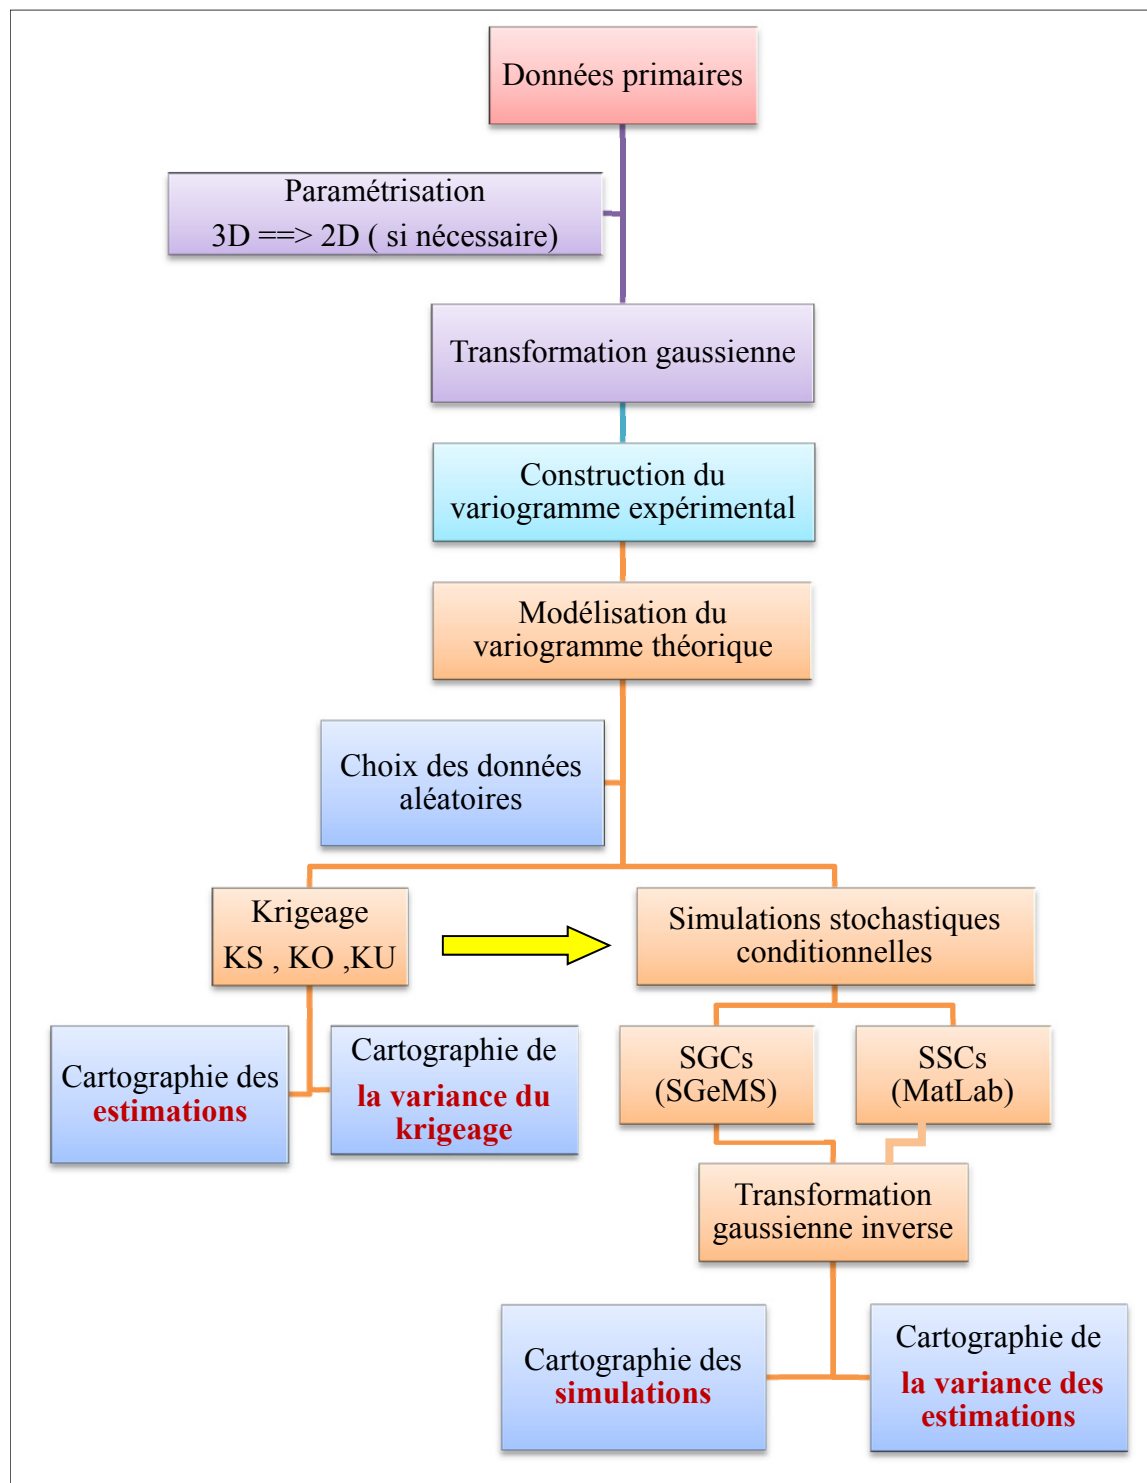 Données primaires
Paramétrisation
3D ==> 2D ( si nécessaire)
Transformation gaussienne
Construction du
variogramme expérimental
Modélisation du
variogramme théorique
Choix des données
aléatoires
Krigeage
KS , KO ,KU
Simulations stochastiques
conditionnelles
Cartographie des
estimations
Cartographie de
la variance du
krigeage
SGCs
(SGeMS)
SSCs
(MatLab)
Transformation
gaussienne inverse
Cartographie des
simulations
Cartographie de
la variance des
estimations